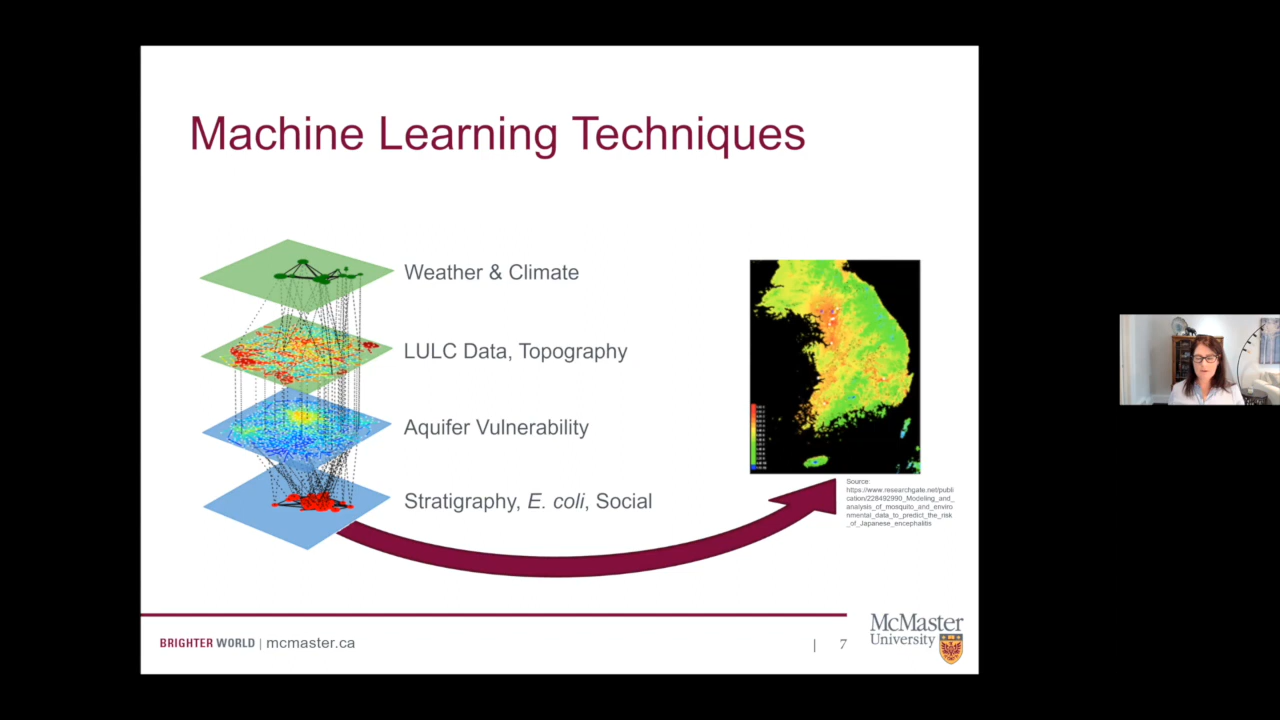 Machine Learning Techniques
Weather & Climate
LULC Data, Topography
Aquifer Vulnerability
Stratigraphy, E. coli, Social
Source:
https://www.researchgate.net/publi
cation/228492990_Modeling_and_
analysis_of_mosquito_and_enviro
nmental_data_to_predict_the_risk
_of_Japanese_encephalitis
BRIGHTER WORLD | mcmaster.ca
| 7
McMaster
University